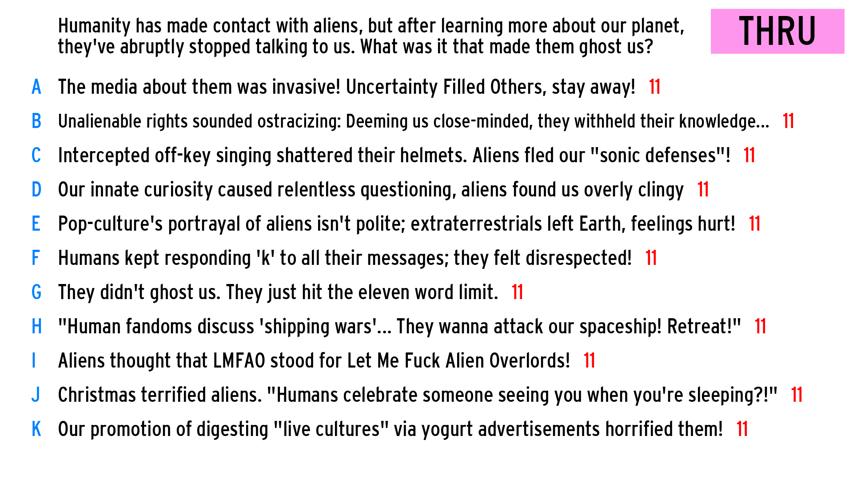 Humanity has made contact with aliens, but after learning more about our planet,
they've abruptly stopped talking to us. What was it that made them ghost us?
THRU
A The media about them was invasive! Uncertainty Filled Others, stay away! 11
B Unalienable rights sounded ostracizing: Deeming us close-minded, they withheld their knowledge... 11
C Intercepted off-key singing shattered their helmets. Aliens fled our "sonic defenses"! 11
D Our innate curiosity caused relentless questioning, aliens found us overly clingy 11
E Pop-culture's portrayal of aliens isn't polite; extraterrestrials left Earth, feelings hurt! 11
F Humans kept responding 'k' to all their messages; they felt disrespected! 11
G They didn't ghost us. They just hit the eleven word limit. 11
H "Human fandoms discuss 'shipping wars'... They wanna attack our spaceship! Retreat!" 11
I Aliens thought that LMFAO stood for Let Me Fuck Alien Overlords! 11
J Christmas terrified aliens. "Humans celebrate someone seeing you when you're sleeping?!" 11
K Our promotion of digesting "live cultures" via yogurt advertisements horrified them! 11